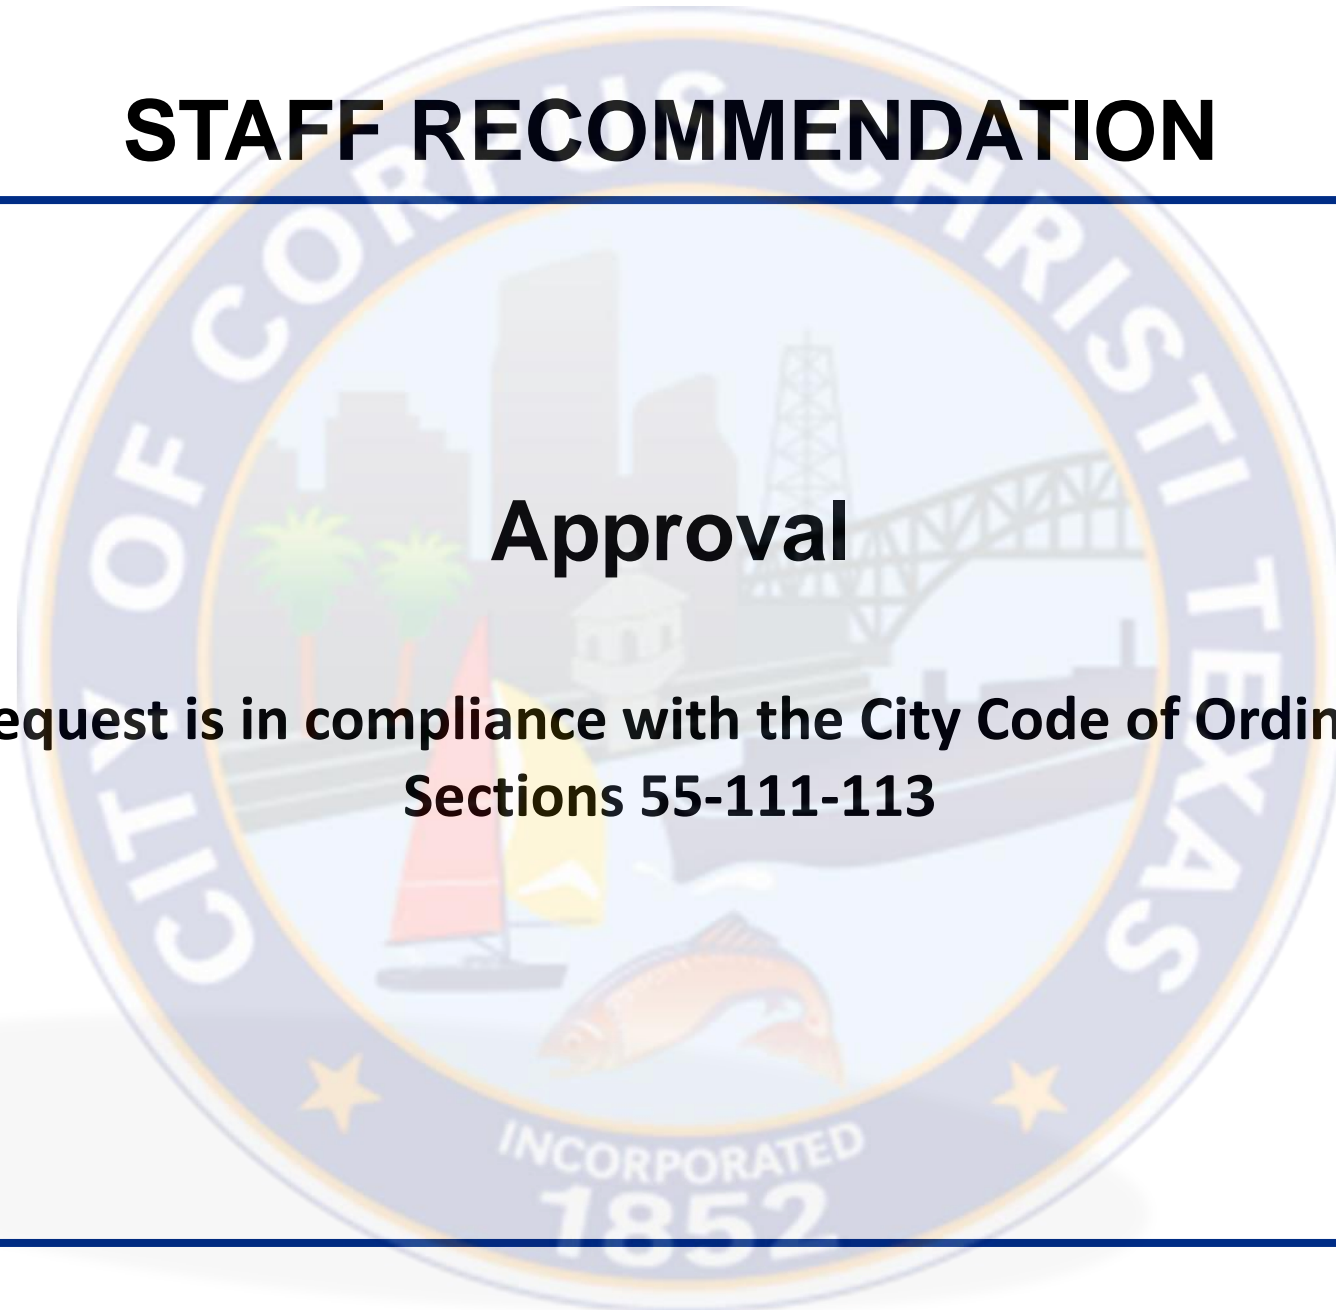 STAFF RECOMMENDATION
Approval
equest is in compliance with the City Code of Ordin
Sections 55-111-113
CITY OF CORPUS CHRISTI TEXAS
INCORPORATED
1852